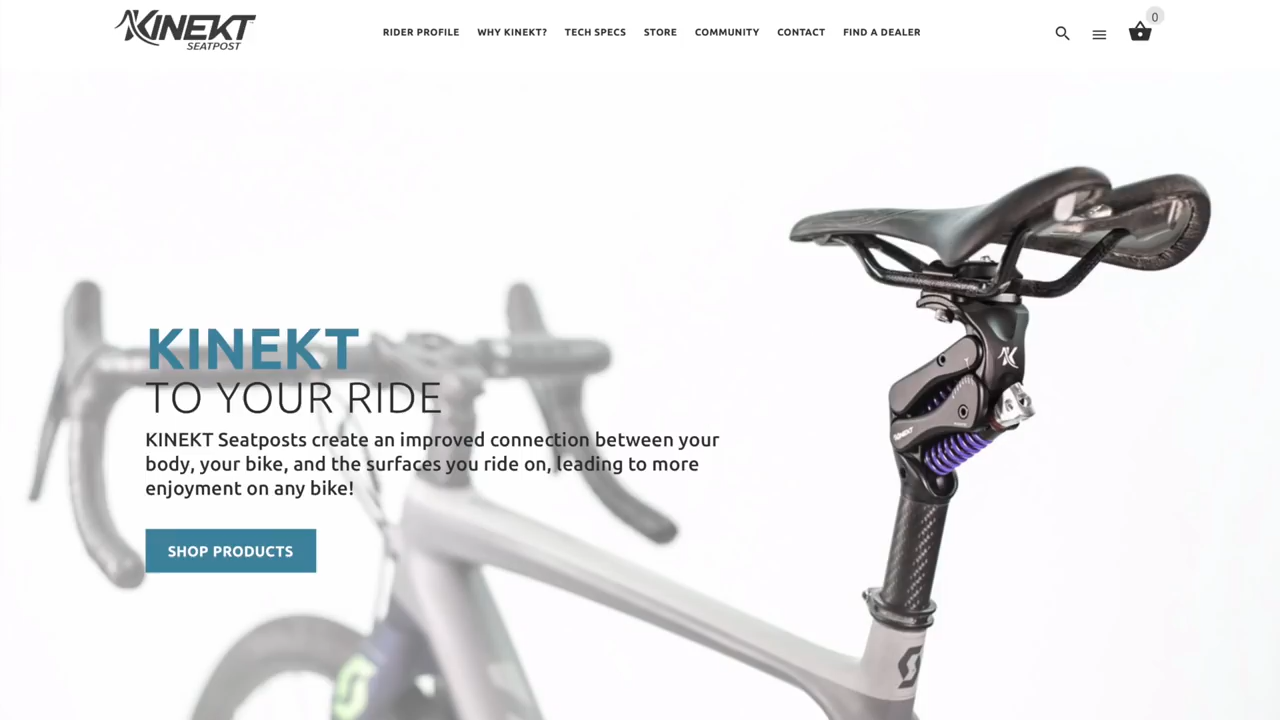 KINEKT
SEATPOST
RIDER PROFILE
WHY KINEKT?
TECH SPECS
STORE
COMMUNITY
CONTACT
FIND A DEALER
0
KINEKT
TO YOUR RIDE
KINEKT Seatposts create an improved connection between your
body, your bike, and the surfaces you ride on, leading to more
enjoyment on any bike!
SHOP PRODUCTS
KINEKT